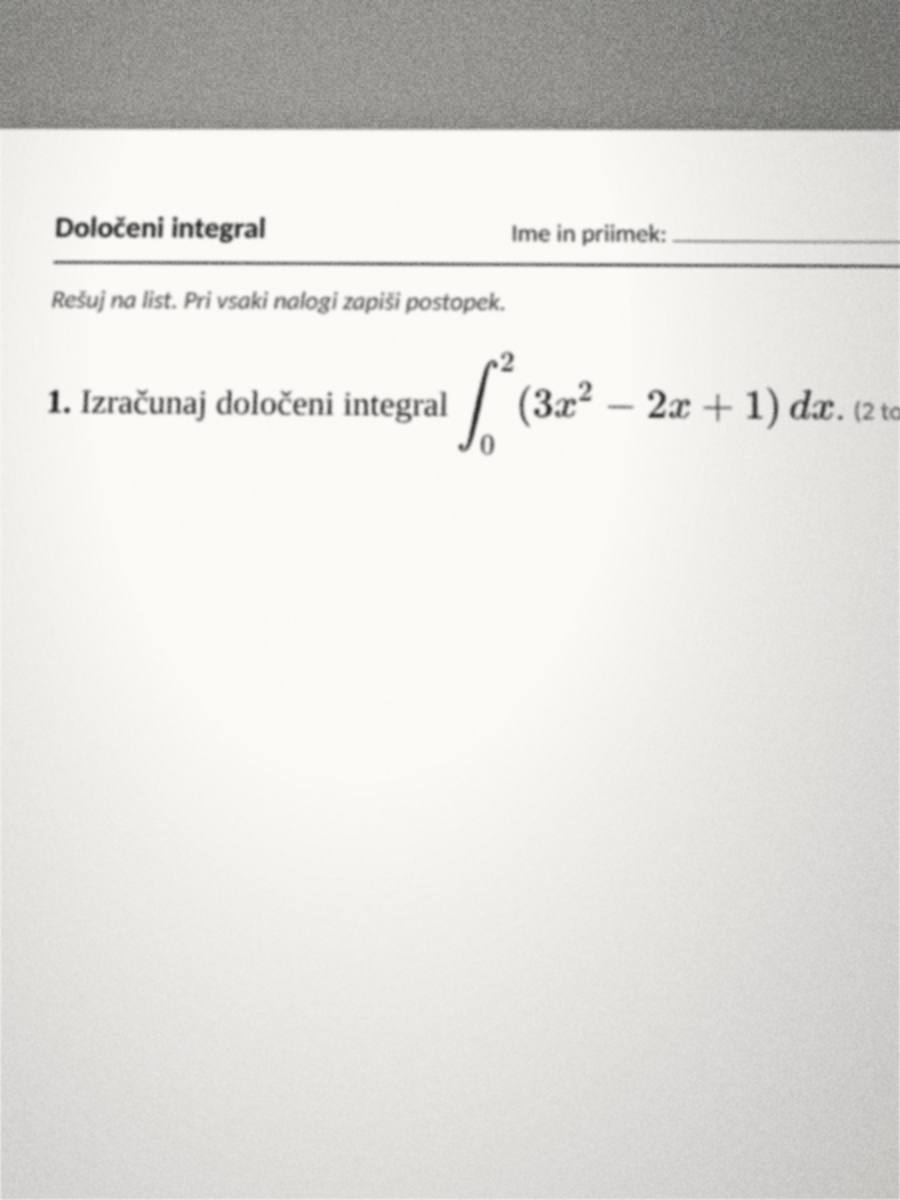 Določeni integral Ime in priimek:
Rešuj na list. Pri vsaki nalogi zapiši postopek.
1. Izračunaj določeni integral ∫₀² (3x² − 2x + 1) dx. (2